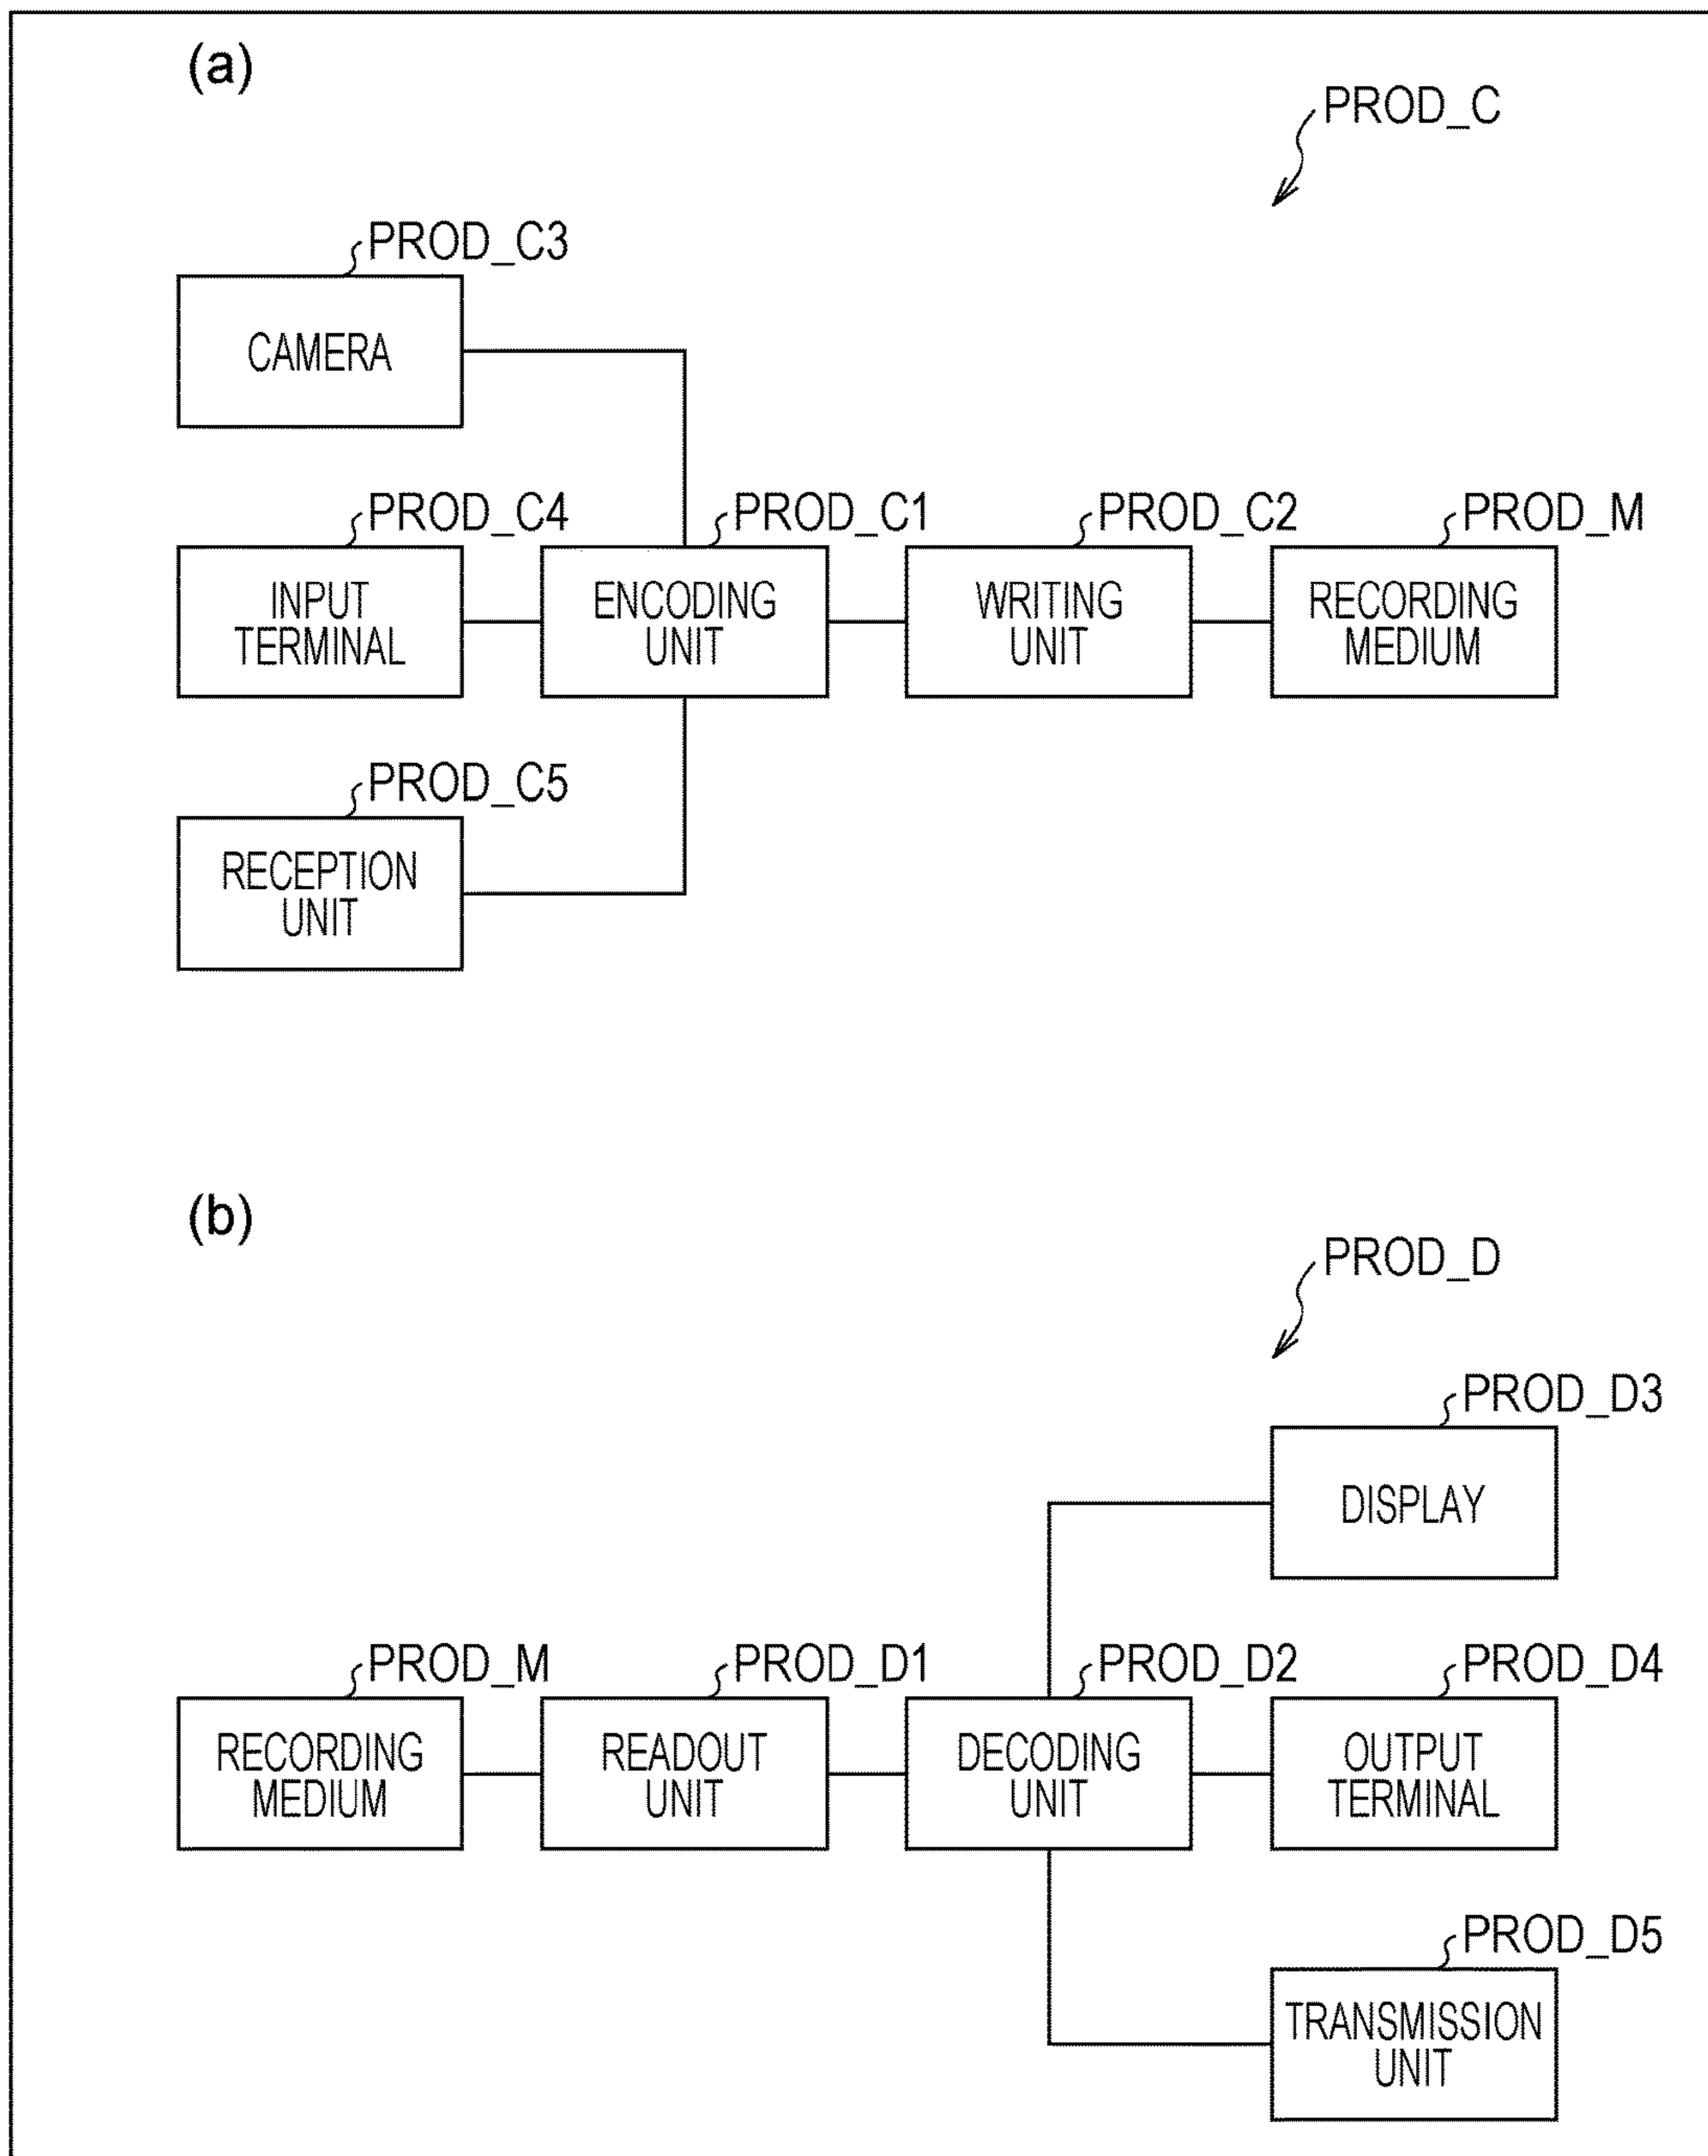 (a)
PROD_C
PROD_C3
CAMERA
PROD_C4
PROD_C1
PROD_C2
PROD_M
INPUT
TERMINAL
ENCODING
UNIT
WRITING
UNIT
RECORDING
MEDIUM
PROD_C5
RECEPTION
UNIT
(b)
PROD_D
PROD_D3
DISPLAY
PROD_M
PROD_D1
PROD_D2
PROD_D4
RECORDING
MEDIUM
READOUT
UNIT
DECODING
UNIT
OUTPUT
TERMINAL
PROD_D5
TRANSMISSION
UNIT